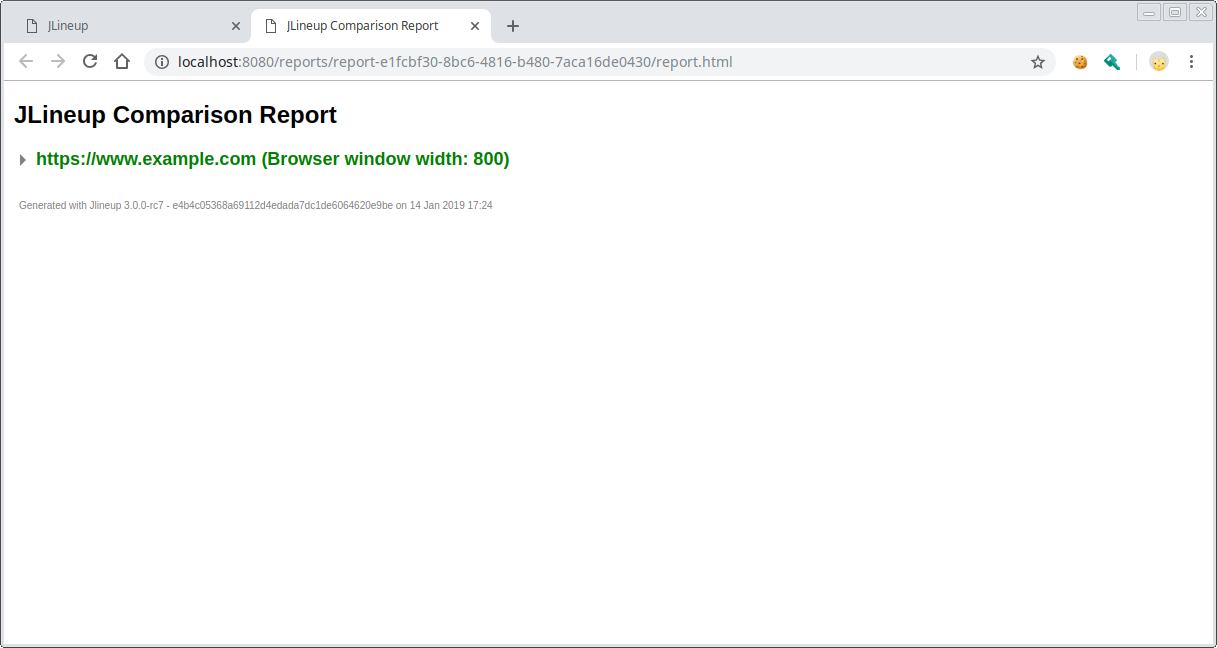 JLineup
JLineup Comparison Report
localhost:8080/reports/report-e1fcbf30-8bc6-4816-b480-7aca16de0430/report.html
JLineup Comparison Report
https://www.example.com (Browser window width: 800)
Generated with Jlineup 3.0.0-rc7 - e4b4c05368a69112d4edada7dc1de6064620e9be on 14 Jan 2019 17:24